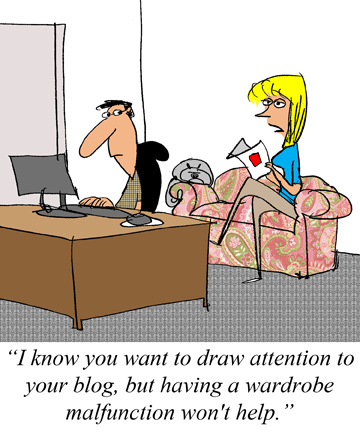 “I know you want to draw attention to
your blog, but having a wardrobe
malfunction won't help.”